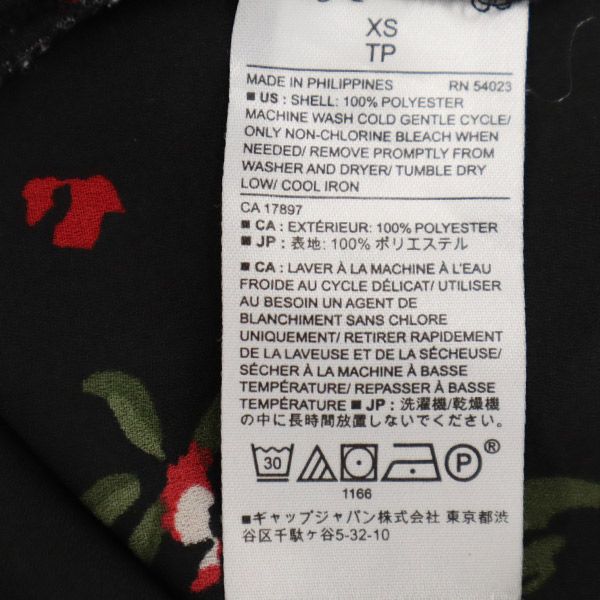 XS
TP
MADE IN PHILIPPINES RN 54023
■ US : SHELL: 100% POLYESTER
MACHINE WASH COLD GENTLE CYCLE/
ONLY NON-CHLORINE BLEACH WHEN
NEEDED/ REMOVE PROMPTLY FROM
WASHER AND DRYER/ TUMBLE DRY
LOW/ COOL IRON
CA 17897
■ CA : EXTÉRIEUR: 100% POLYESTER
■ JP : 表地: 100% ポリエステル
■ CA : LAVER À LA MACHINE À L'EAU
FROIDE AU CYCLE DÉLICAT/ UTILISER
AU BESOIN UN AGENT DE
BLANCHIMENT SANS CHLORE
UNIQUEMENT/ RETIRER RAPIDEMENT
DE LA LAVEUSE ET DE LA SÉCHEUSE/
SÉCHER À LA MACHINE À BASSE
TEMPÉRATURE/ REPASSER À BASSE
TEMPÉRATURE ■ JP : 洗濯機/乾燥機
の中に長時間放置しないでください。
30 P ®
1166
■ギャップジャパン株式会社 東京都渋
谷区千駄ヶ谷5-32-10